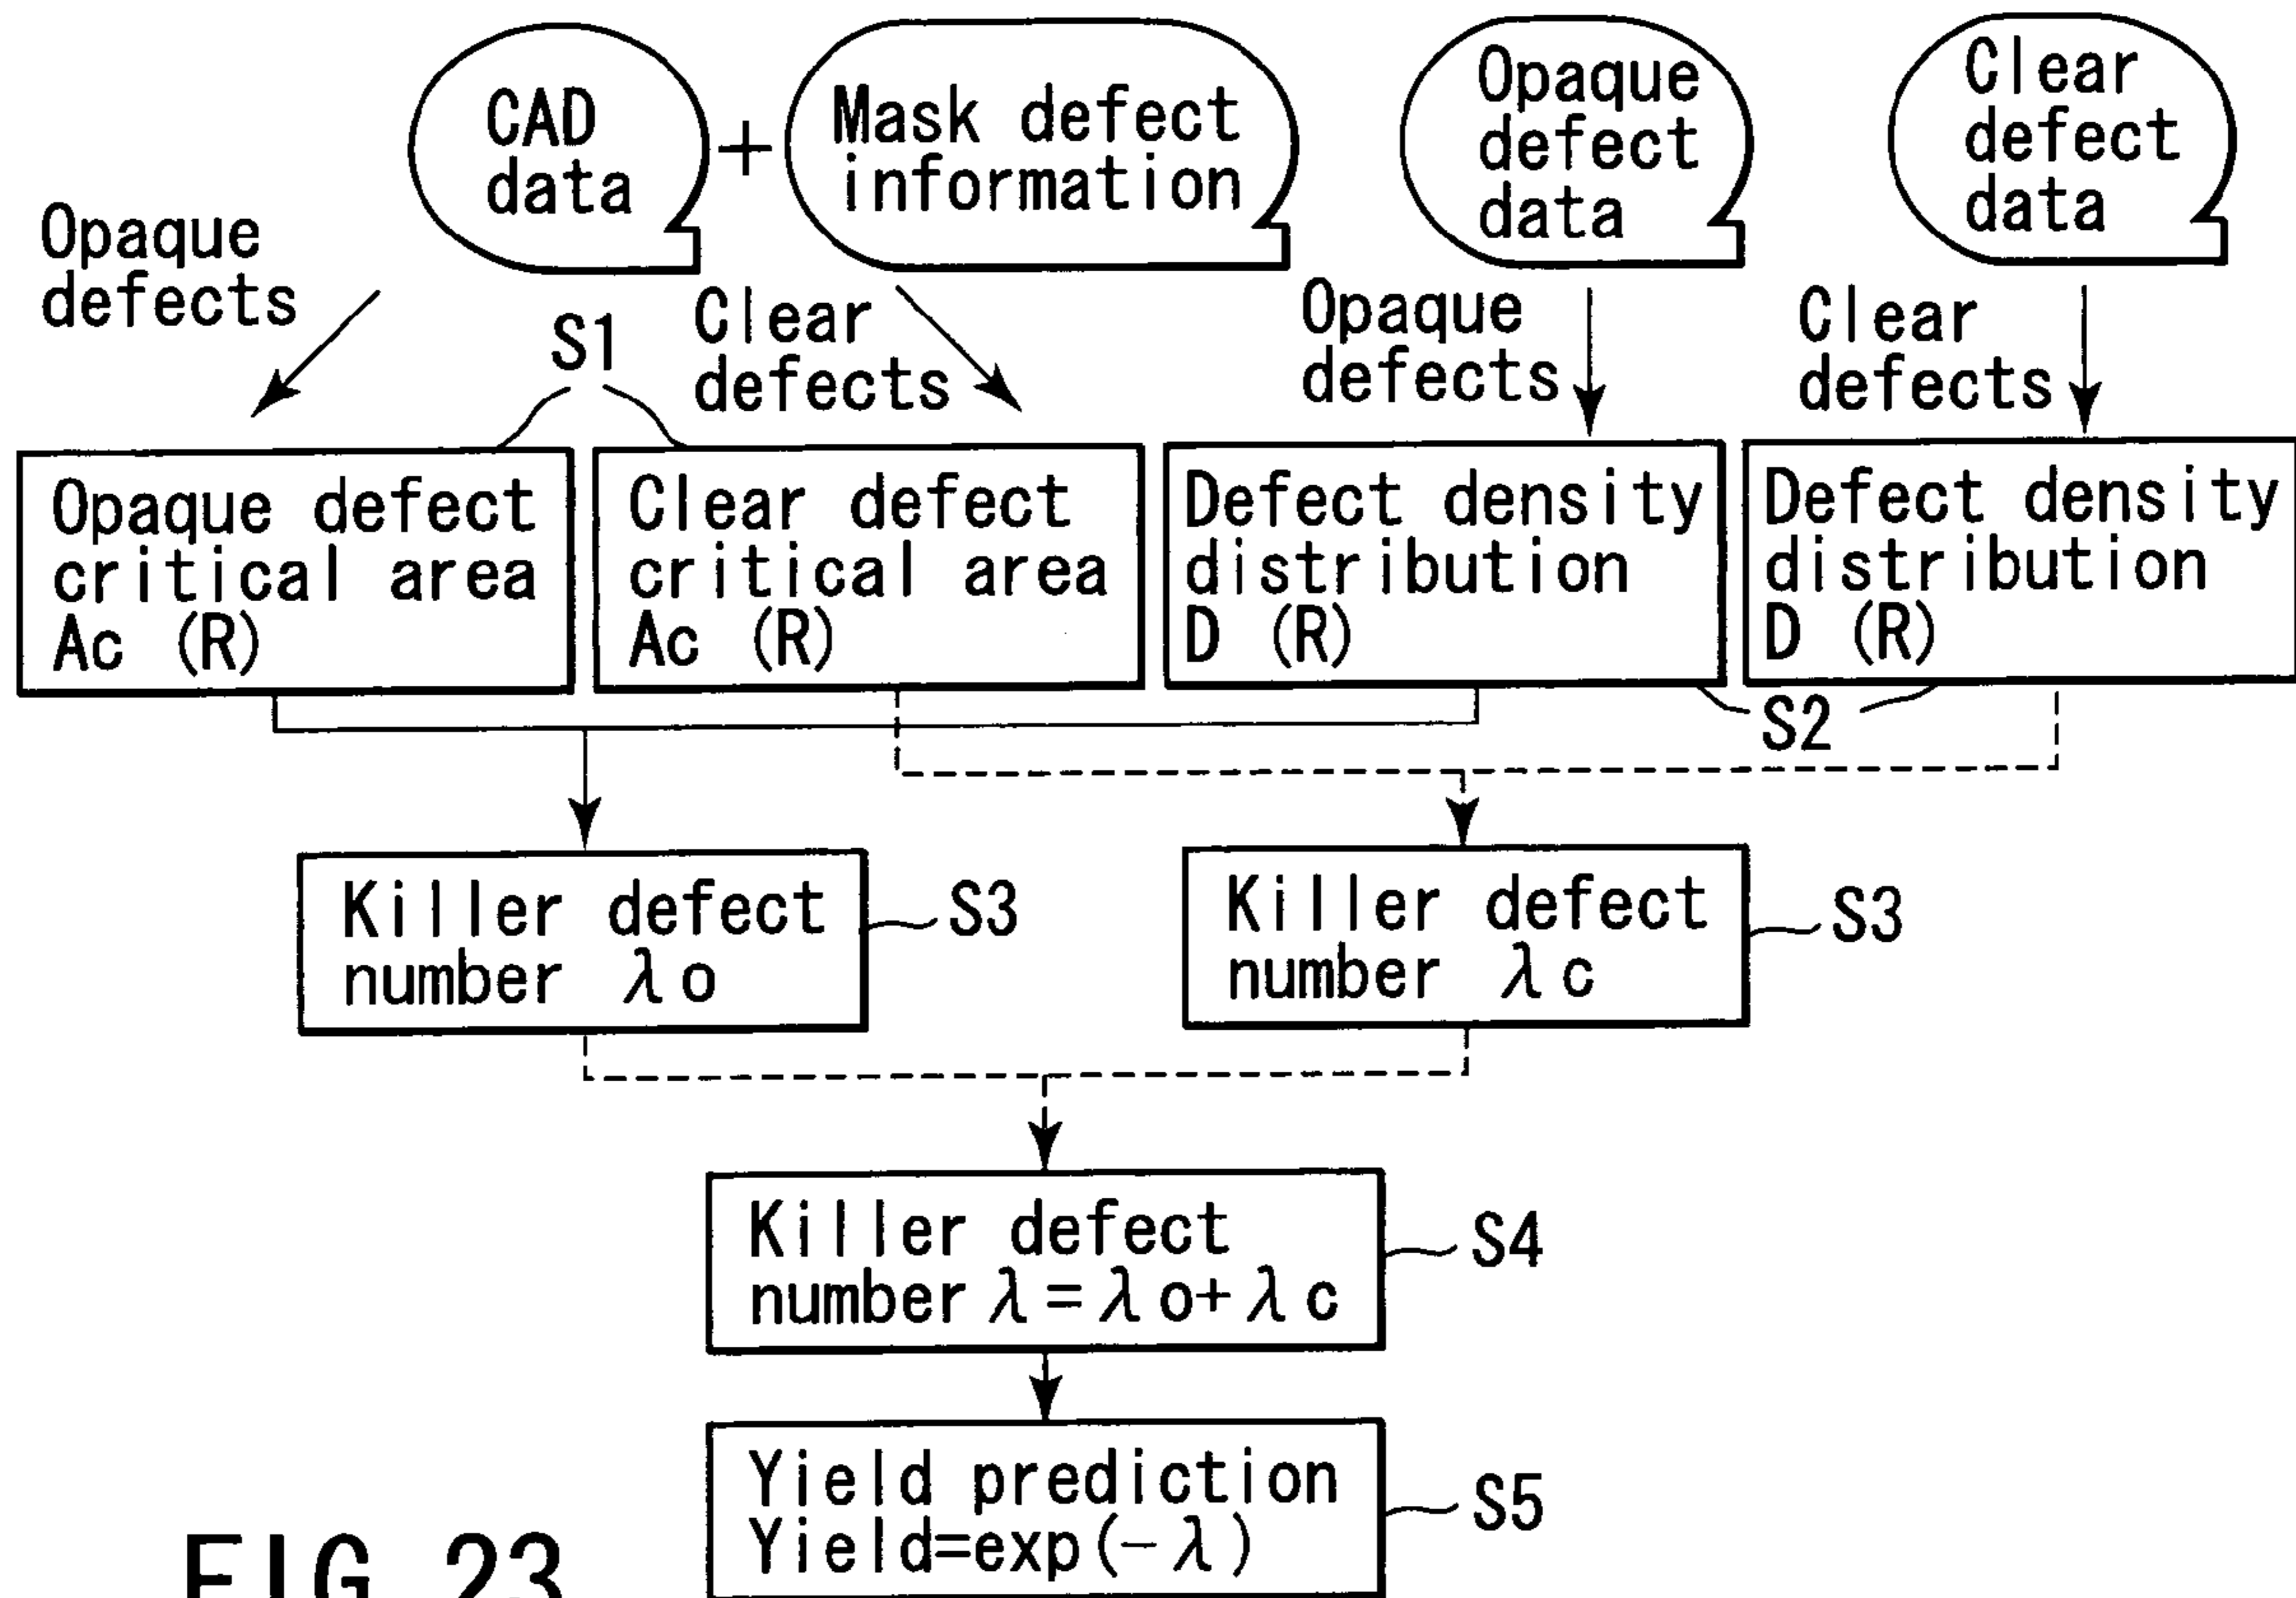 CAD
data
+
Mask defect
information
Opaque
defect
data
Clear
defect
data
Opaque
defects
S1
Clear
defects
Opaque
defects
Clear
defects
Opaque defect
critical area
Ac (R)
Clear defect
critical area
Ac (R)
Defect density
distribution
D (R)
Defect density
distribution
D (R)
S2
Killer defect
number λo
S3
Killer defect
number λc
S3
Killer defect
number λ=λo+λc
S4
Yield prediction
Yield=exp(-λ)
S5
FIG. 23